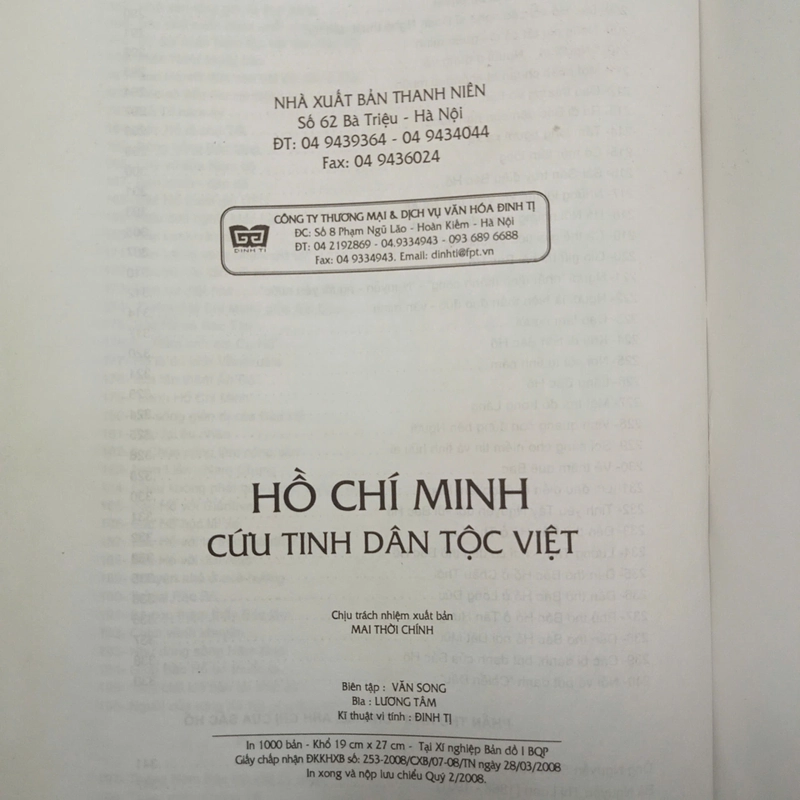 NHÀ XUẤT BẢN THANH NIÊN
Số 62 Bà Triệu - Hà Nội
ĐT: 04 9439364 - 04 9434044
Fax: 04 9436024
CÔNG TY THƯƠNG MẠI & DỊCH VỤ VĂN HÓA ĐINH TỊ
ĐC: Số 8 Phạm Ngũ Lão - Hoàn Kiếm - Hà Nội
ĐT: 04 2192869 - 04.9334943 - 093 689 6688
Fax: 04 9334943. Email: dinhti@fpt.vn
DINH TI
HỒ CHÍ MINH
CỨU TINH DÂN TỘC VIỆT
Chịu trách nhiệm xuất bản
MAI THỜI CHÍNH
Biên tập : VĂN SONG
Bìa : LƯƠNG TÂM
Kĩ thuật vi tính : ĐINH TỊ
In 1000 bản - Khổ 19 cm x 27 cm - Tại Xí nghiệp Bản đồ I BQP
Giấy chấp nhận ĐKKHXB số: 253-2008/CXB/07-08/TN ngày 28/03/2008
In xong và nộp lưu chiểu Quý 2/2008.